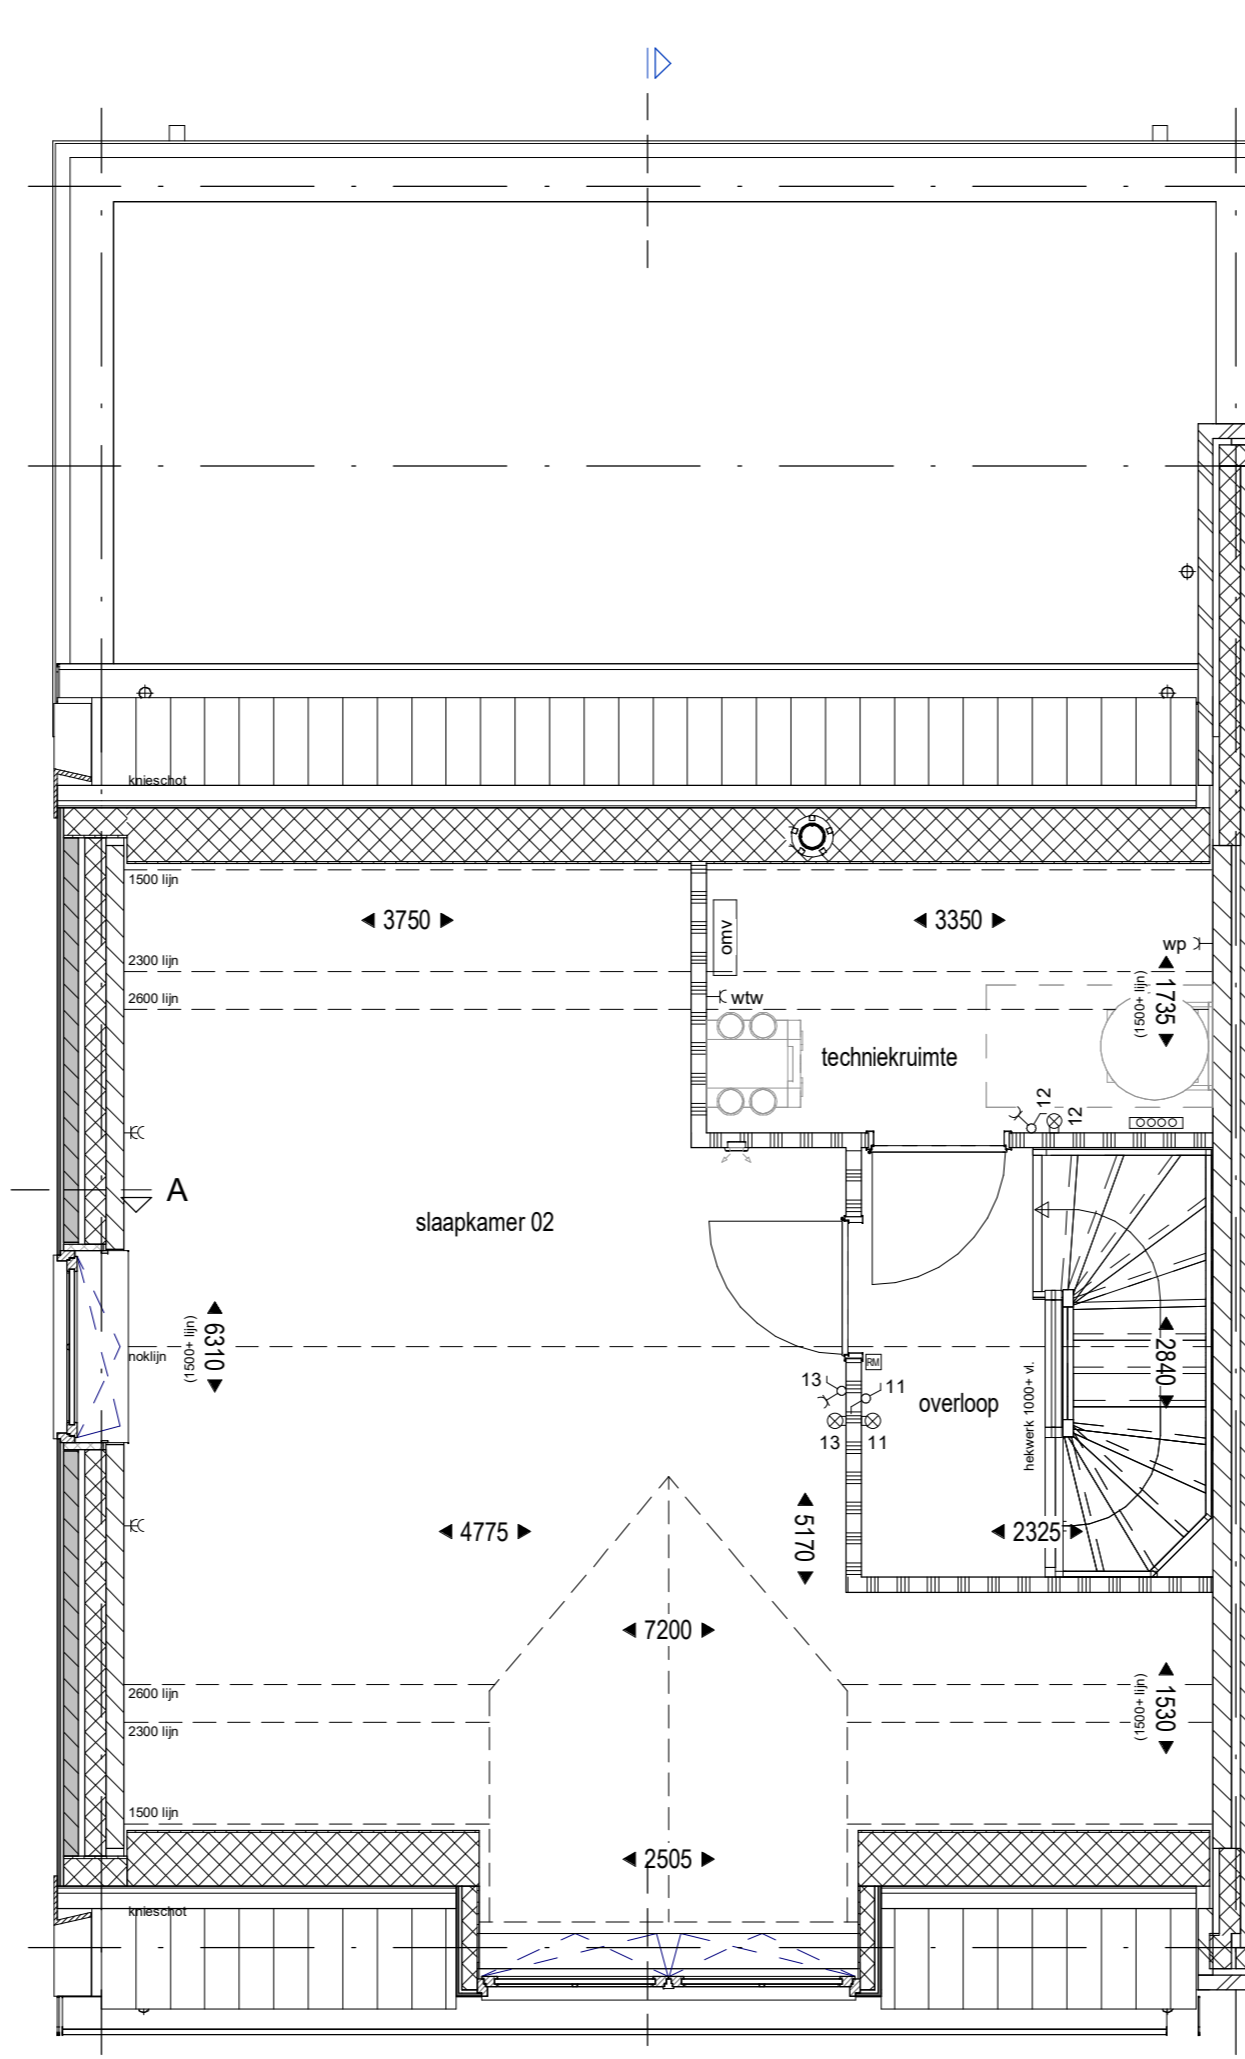 knieschot
1500 lijn
3750
3350
omv
wp
2300 lijn
2600 lijn
wtw
1735
(1500+ lijn)
techniekruimte
12
12
A
slaapkamer 02
6310
(1500+ lijn)
noklijn
RM
13
11
13
11
overloop
hekwerk 1000+ vl.
2840
4775
5170
2325
7200
2600 lijn
2300 lijn
1530
(1500+ lijn)
1500 lijn
2505
knieschot